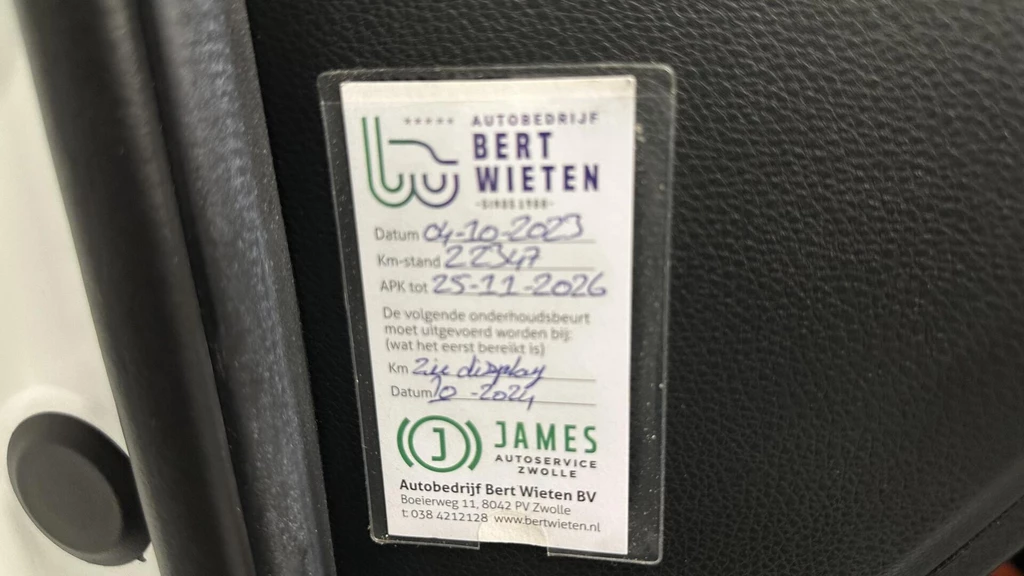 ★★★★★ AUTOBEDRIJF
BERT
WIETEN
-SINDS 1988-
Datum 04-10-2023
Km-stand 22347
APK tot 25-11-2026
De volgende onderhoudsbeurt
moet uitgevoerd worden bij:
(wat het eerst bereikt is)
Km Zie display
Datum 10 -2024
J JAMES
AUTOSERVICE
ZWOLLE
Autobedrijf Bert Wieten BV
Boeierweg 11, 8042 PV Zwolle
t: 038 4212128 www.bertwieten.nl